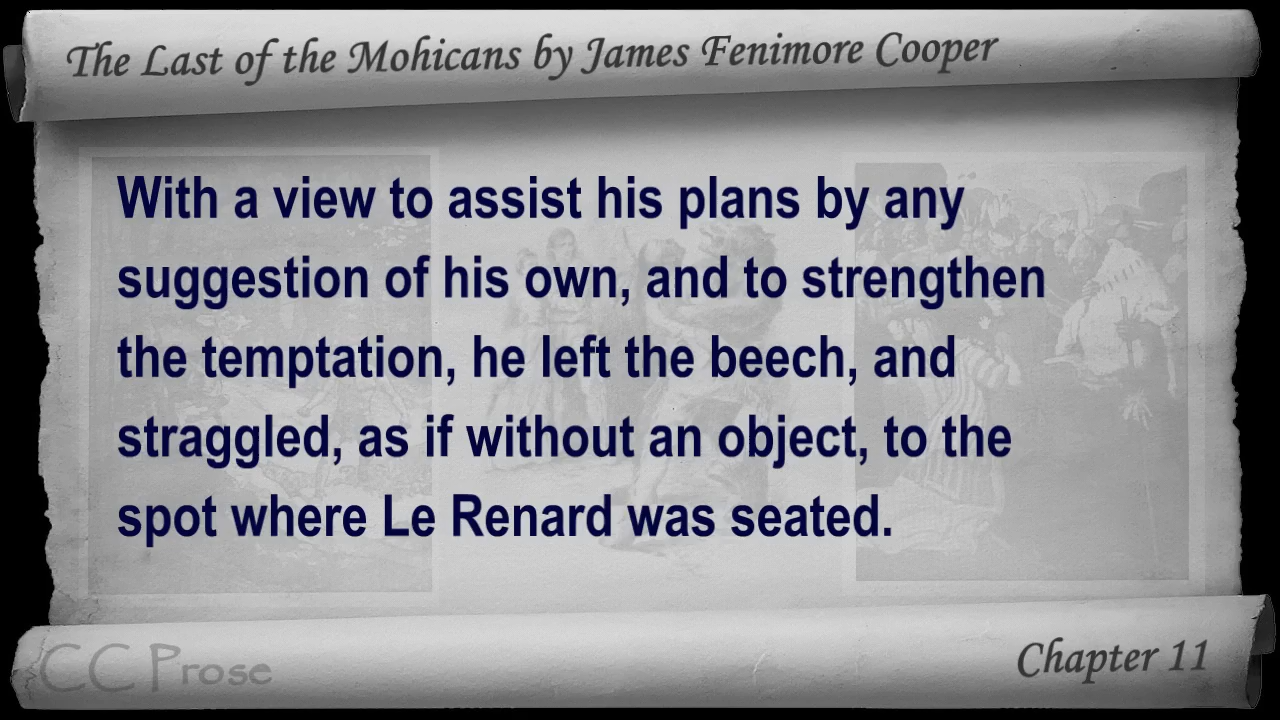 The Last of the Mohicans by James Fenimore Cooper
With a view to assist his plans by any
suggestion of his own, and to strengthen
the temptation, he left the beech, and
straggled, as if without an object, to the
spot where Le Renard was seated.
CC Prose
Chapter 11